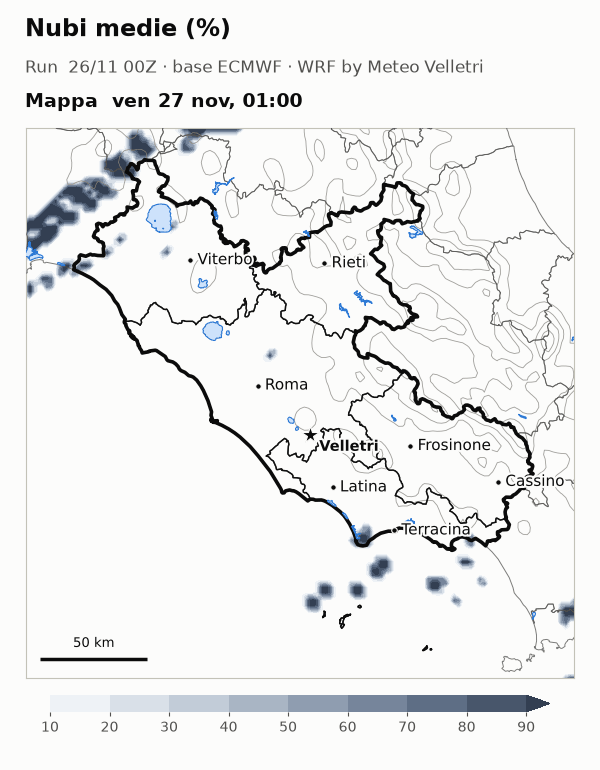 Nubi medie (%)
Run  26/11 00Z · base ECMWF · WRF by Meteo Velletri
Mappa  ven 27 nov, 01:00
Viterbo
Rieti
Roma
Velletri
Frosinone
Latina
Cassino
Terracina
50 km
10 20 30 40 50 60 70 80 90